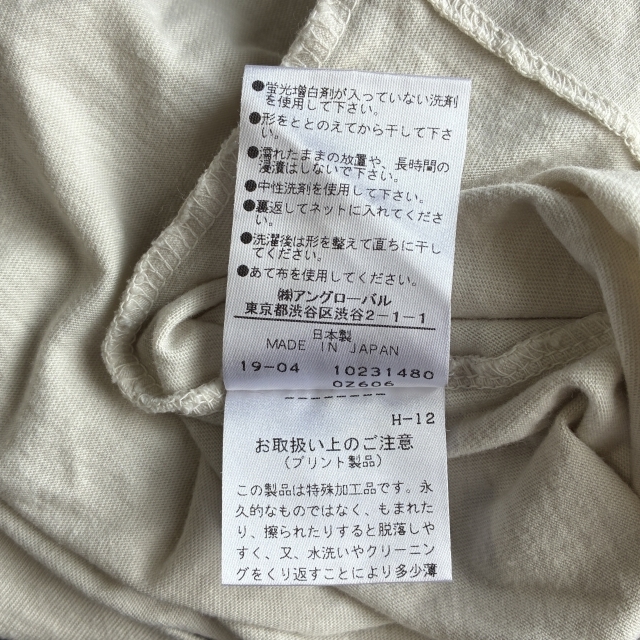 ●蛍光増白剤が入っていない洗剤
を使用して下さい。
●形をととのえてから干して下さ
い。
●濡れたままの放置や、長時間の
浸漬はしないで下さい。
●中性洗剤を使用して下さい。
●裏返してネットに入れてくださ
い。
●洗濯後は形を整えて直ちに干し
てください。
●あて布を使用してください。
㈱アングローバル
東京都渋谷区渋谷2-1-1
日本製
MADE IN JAPAN
19-04 10231480
0Z606
--------
H-12
お取扱い上のご注意
(プリント製品)
この製品は特殊加工品です。永
久的なものではなく、もまれた
り、擦られたりすると脱落しや
すく、又、水洗いやクリーニン
グをくり返すことにより多少薄